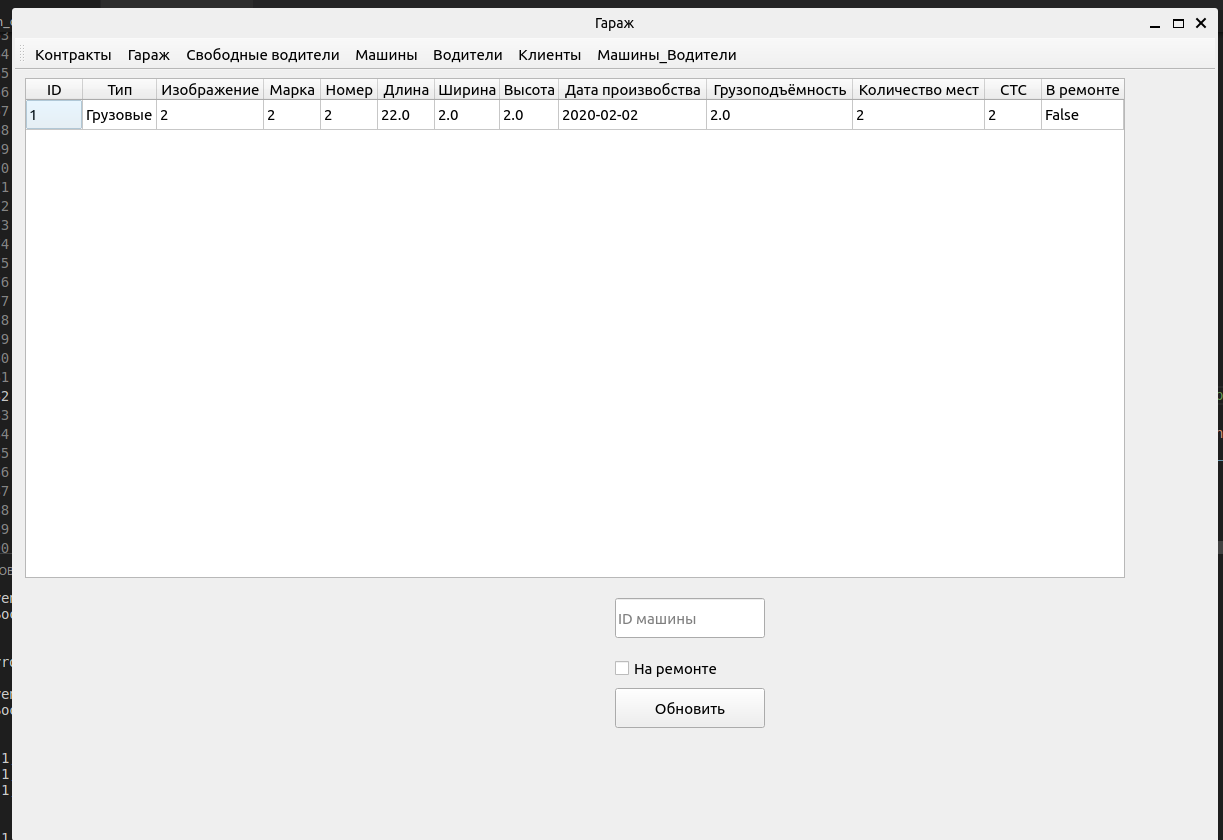 Гараж
Контракты Гараж Свободные водители Машины Водители Клиенты Машины_Водители
ID Тип Изображение Марка Номер Длина Ширина Высота Дата произвобства Грузоподъёмность Количество мест СТС В ремонте
1 Грузовые 2 2 2 22.0 2.0 2.0 2020-02-02 2.0 2 2 False
ID машины
На ремонте
Обновить